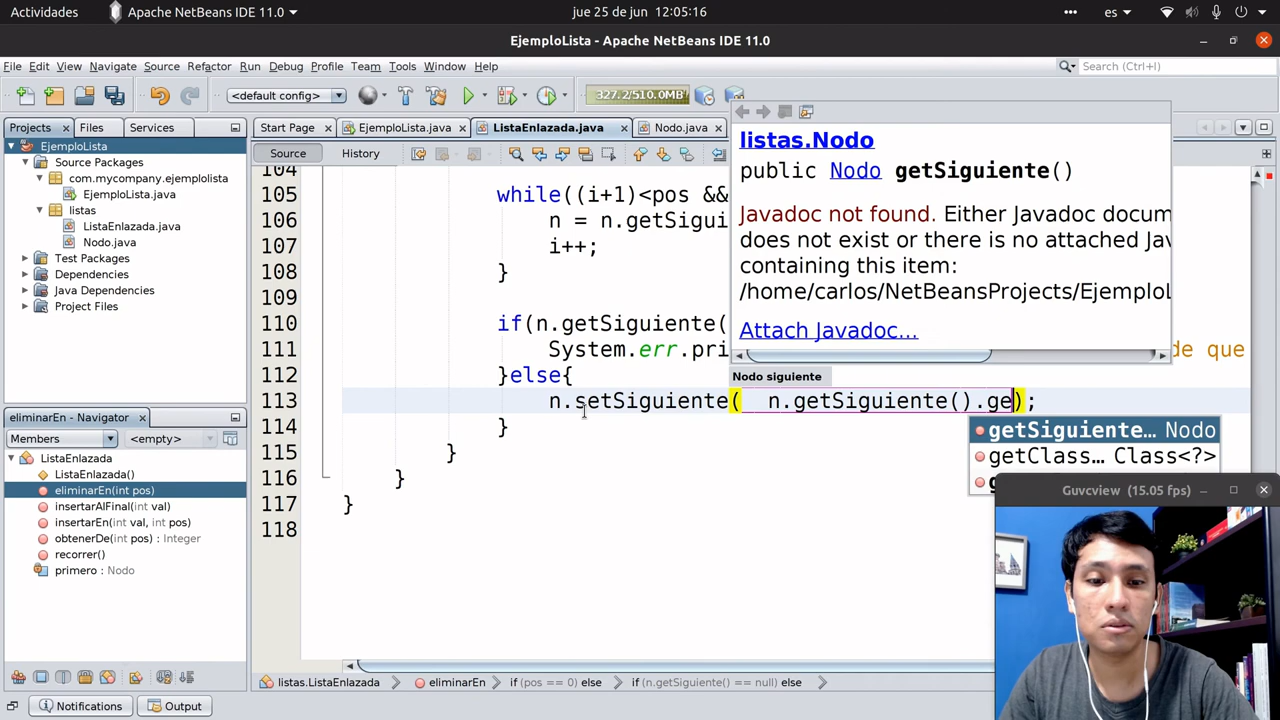 Actividades
Apache NetBeans IDE 11.0
jue 25 de jun 12:05:16
es
EjemploLista - Apache NetBeans IDE 11.0
File Edit View Navigate Source Refactor Run Debug Profile Team Tools Window Help
Search (Ctrl+I)
<default config>
327.2/510.0MB
Projects
Files
Services
Start Page
EjemploLista.java
ListaEnlazada.java
Nodo.java
EjemploLista
Source Packages
com.mycompany.ejemplolista
EjemploLista.java
listas
ListaEnlazada.java
Nodo.java
Test Packages
Dependencies
Java Dependencies
Project Files
Source
History
104
105 while((i+1)<pos &&
106 n = n.getSigui
107 i++;
108 }
109
110 if(n.getSiguiente(
111 System.err.pri
de que
112 }else{
113 n.setSiguiente( n.getSiguiente().ge);
114 }
115 }
116 }
117 }
118
listas.Nodo
public Nodo getSiguiente()
Javadoc not found. Either Javadoc docum
does not exist or there is no attached Ja
containing this item:
/home/carlos/NetBeansProjects/Ejemplo
Attach Javadoc...
Nodo siguiente
getSiguiente… Nodo
getClass… Class<?>
eliminarEn - Navigator
Members
<empty>
ListaEnlazada
ListaEnlazada()
eliminarEn(int pos)
insertarAlFinal(int val)
insertarEn(int val, int pos)
obtenerDe(int pos) : Integer
recorrer()
primero : Nodo
Guvcview (15.05 fps)
listas.ListaEnlazada
eliminarEn
if (pos == 0) else
if (n.getSiguiente() == null) else
Notifications
Output